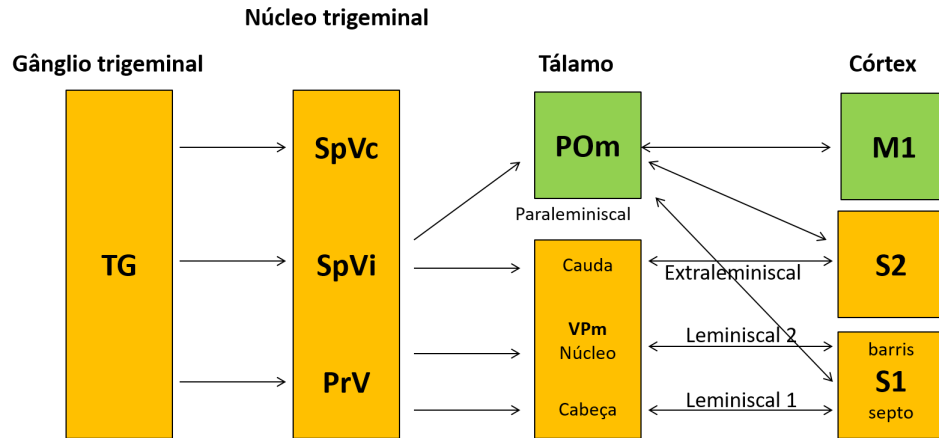 Núcleo trigeminal
Gânglio trigeminal
Tálamo
Córtex
SpVc
POm
M1
Paraleminiscal
TG
SpVi
Cauda
Extraleminiscal
S2
VPm
Núcleo
Leminiscal 2
barris
PrV
S1
Cabeça
Leminiscal 1
septo